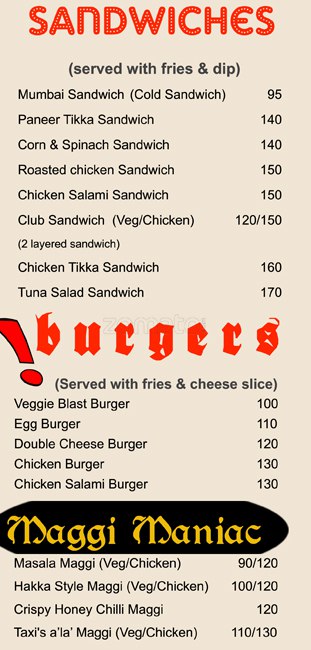 SANDWICHES
(served with fries & dip)
Mumbai Sandwich (Cold Sandwich) 95
Paneer Tikka Sandwich 140
Corn & Spinach Sandwich 140
Roasted chicken Sandwich 150
Chicken Salami Sandwich 150
Club Sandwich (Veg/Chicken) 120/150
(2 layered sandwich)
Chicken Tikka Sandwich 160
Tuna Salad Sandwich 170
zomato
! burgers
(Served with fries & cheese slice)
Veggie Blast Burger 100
Egg Burger 110
Double Cheese Burger 120
Chicken Burger 130
Chicken Salami Burger 130
Maggi Maniac
Masala Maggi (Veg/Chicken) 90/120
Hakka Style Maggi (Veg/Chicken) 100/120
Crispy Honey Chilli Maggi 120
Taxi's a'la' Maggi (Veg/Chicken) 110/130